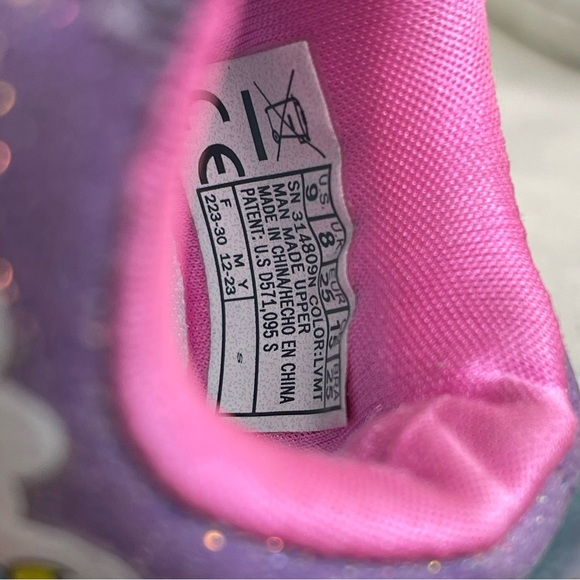 CE
US. UK EUR
9 8 25 15 25
SN 314809N COLOR:LVMT
MAN MADE UPPER
MADE IN CHINA/HECHO EN CHINA
PATENT: U.S D571,095 S
F M Y
223-30 12-23
S